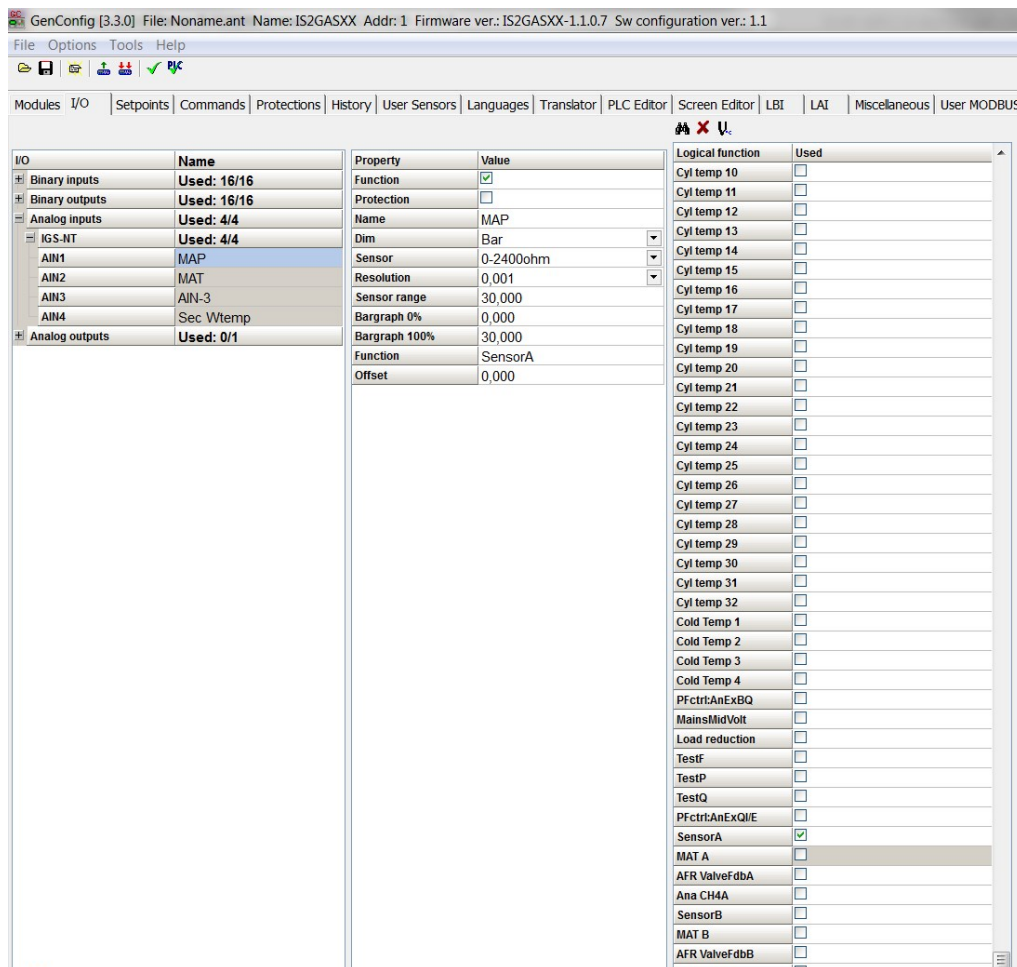 GenConfig [3.3.0] File: Noname.ant Name: IS2GASXX Addr: 1 Firmware ver.: IS2GASXX-1.1.0.7 Sw configuration ver.: 1.1
File Options Tools Help
Modules I/O Setpoints Commands Protections History User Sensors Languages Translator PLC Editor Screen Editor LBI LAI Miscellaneous User MODBUS
I/O Name
Binary inputs Used: 16/16
Binary outputs Used: 16/16
Analog inputs Used: 4/4
IGS-NT Used: 4/4
AIN1 MAP
AIN2 MAT
AIN3 AIN-3
AIN4 Sec Wtemp
Analog outputs Used: 0/1
Property Value
Function
Protection
Name MAP
Dim Bar
Sensor 0-2400ohm
Resolution 0,001
Sensor range 30,000
Bargraph 0% 0,000
Bargraph 100% 30,000
Function SensorA
Offset 0,000
Logical function Used
Cyl temp 10
Cyl temp 11
Cyl temp 12
Cyl temp 13
Cyl temp 14
Cyl temp 15
Cyl temp 16
Cyl temp 17
Cyl temp 18
Cyl temp 19
Cyl temp 20
Cyl temp 21
Cyl temp 22
Cyl temp 23
Cyl temp 24
Cyl temp 25
Cyl temp 26
Cyl temp 27
Cyl temp 28
Cyl temp 29
Cyl temp 30
Cyl temp 31
Cyl temp 32
Cold Temp 1
Cold Temp 2
Cold Temp 3
Cold Temp 4
PFctrl:AnExBQ
MainsMidVolt
Load reduction
TestF
TestP
TestQ
PFctrl:AnExQI/E
SensorA
MAT A
AFR ValveFdbA
Ana CH4A
SensorB
MAT B
AFR ValveFdbB